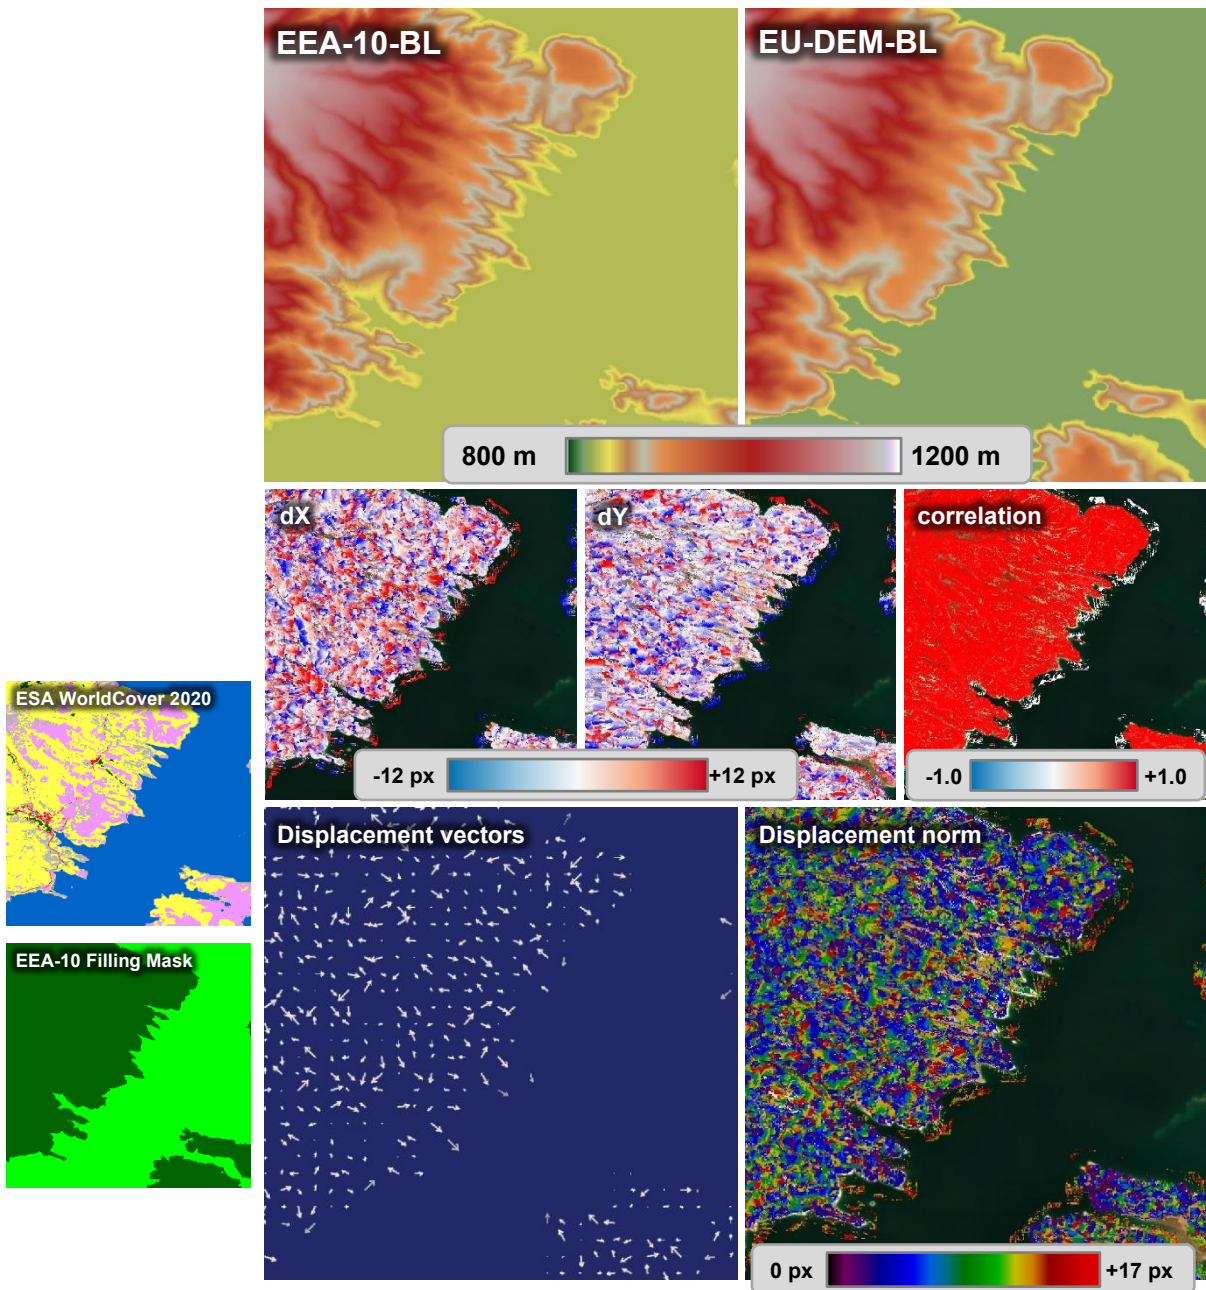 EEA-10-BL
EU-DEM-BL
800 m
1200 m
dX
dY
correlation
-12 px
+12 px
-1.0
+1.0
ESA WorldCover 2020
EEA-10 Filling Mask
Displacement vectors
Displacement norm
0 px
+17 px